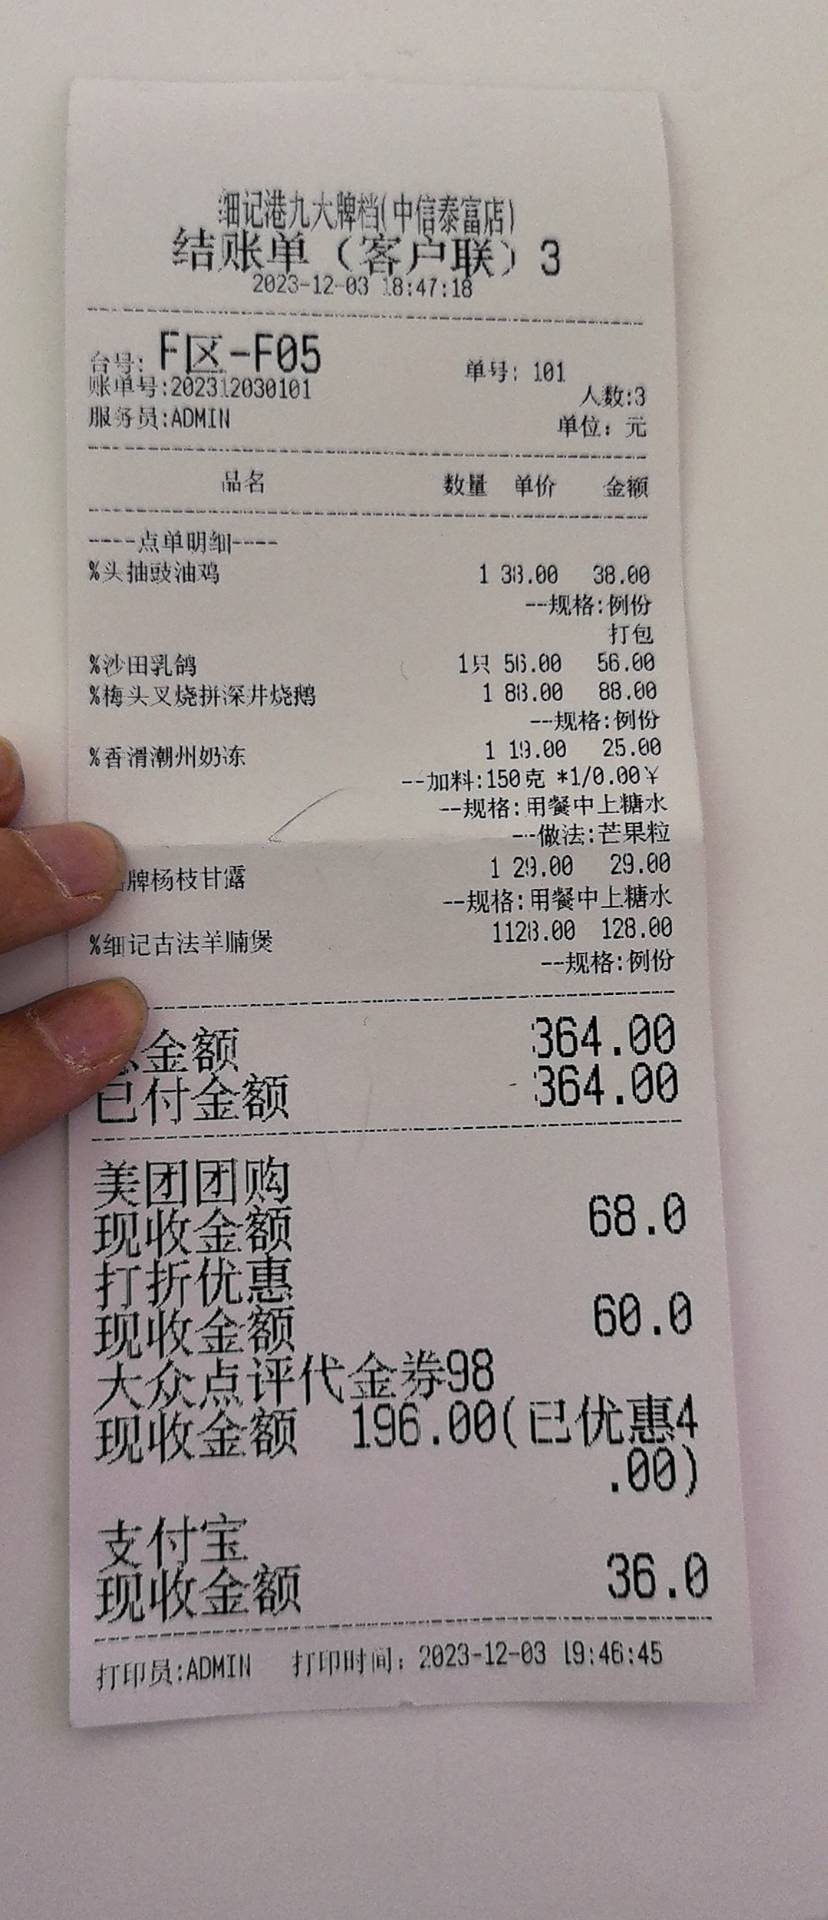 细记港九大牌档(中信泰富店)
结账单（客户联）3
2023-12-03 18:47:18
台号: F区-F05 单号: 101
账单号:202312030101 人数:3
服务员:ADMIN 单位: 元
品名 数量 单价 金额
----点单明细----
%头抽豉油鸡 1 38.00 38.00
--规格:例份
打包
%沙田乳鸽 1只 56.00 56.00
%梅头叉烧拼深井烧鹅 1 88.00 88.00
--规格:例份
%香滑潮州奶冻 1 19.00 25.00
--加料:150克 *1/0.00¥
--规格:用餐中上糖水
--做法:芒果粒
牌杨枝甘露 1 29.00 29.00
--规格:用餐中上糖水
%细记古法羊腩煲 1128.00 128.00
--规格:例份
金额 364.00
已付金额 364.00
美团团购
现收金额 68.0
打折优惠
现收金额 60.0
大众点评代金券98
现收金额 196.00(已优惠4
.00)
支付宝
现收金额 36.0
打印员:ADMIN 打印时间: 2023-12-03 19:46:45